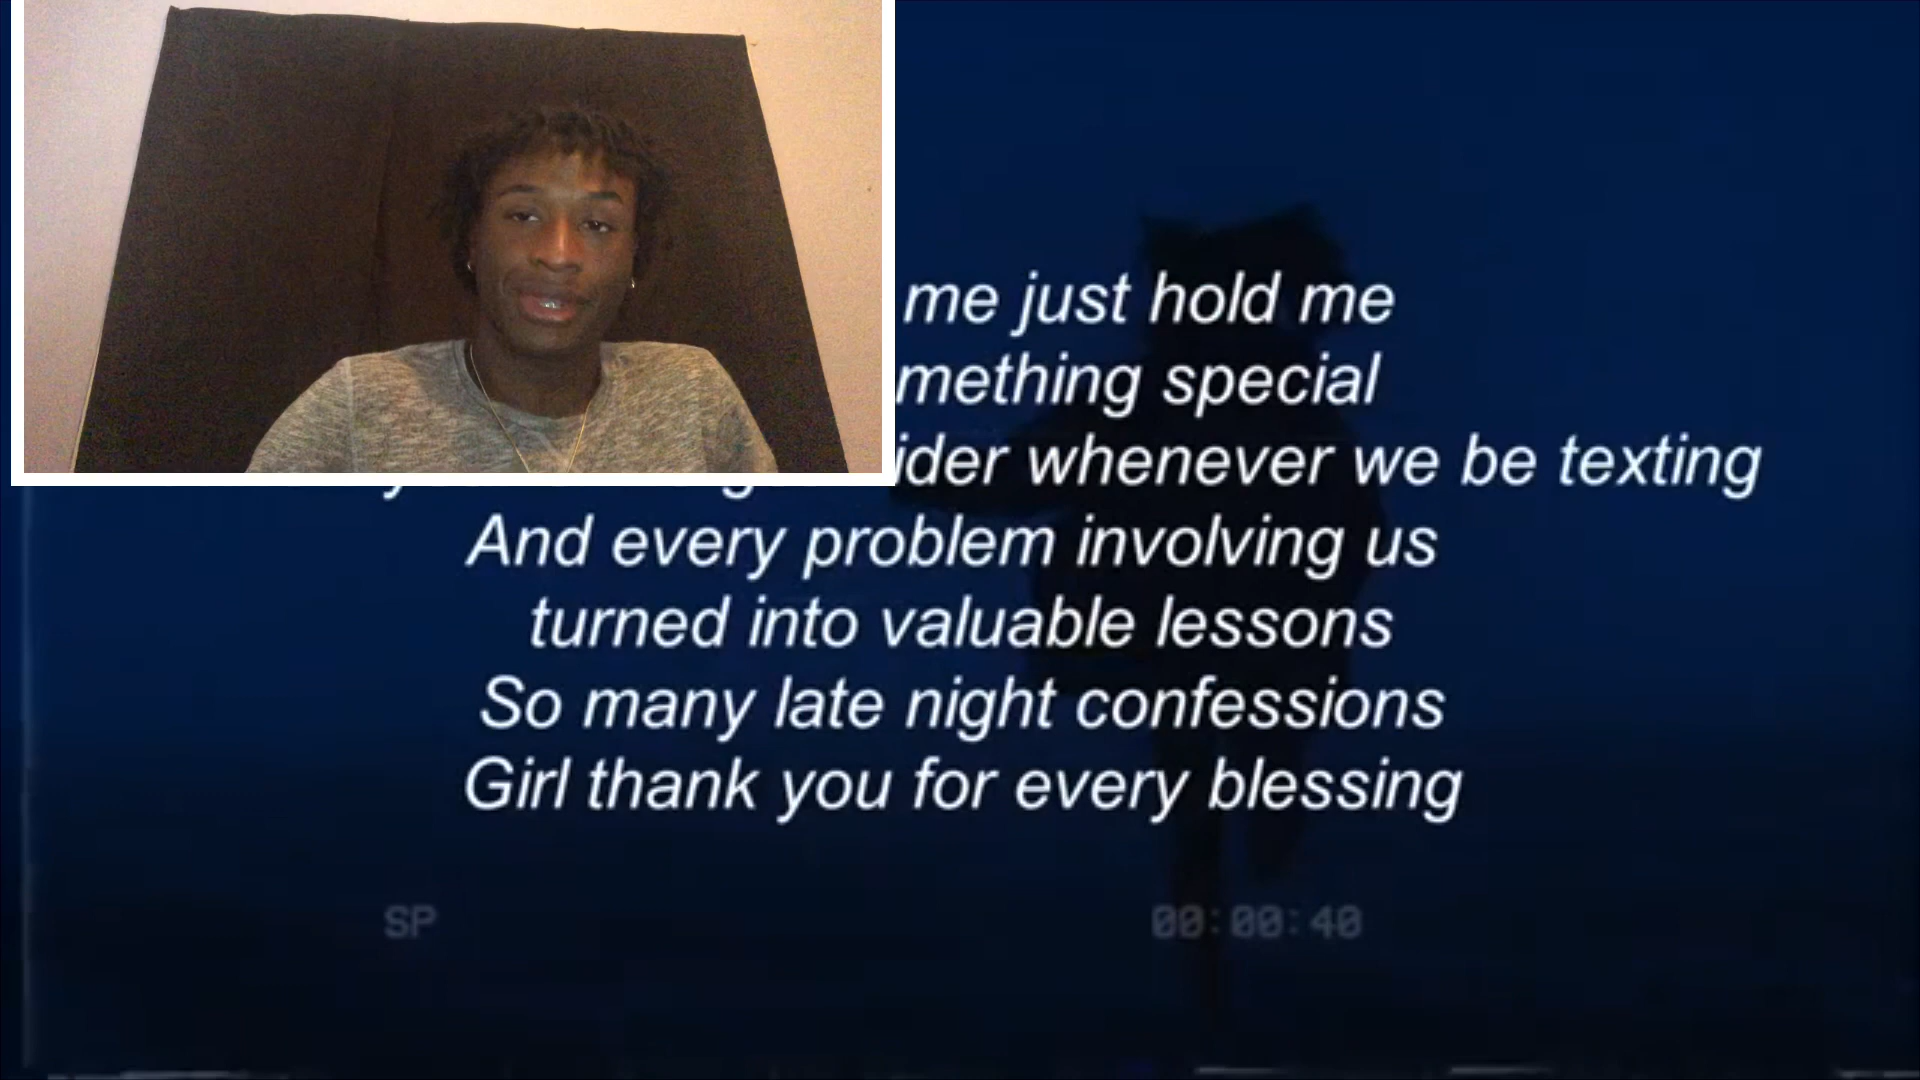 me just hold me
mething special
ider whenever we be texting
And every problem involving us
turned into valuable lessons
So many late night confessions
Girl thank you for every blessing
SP 00:00:40